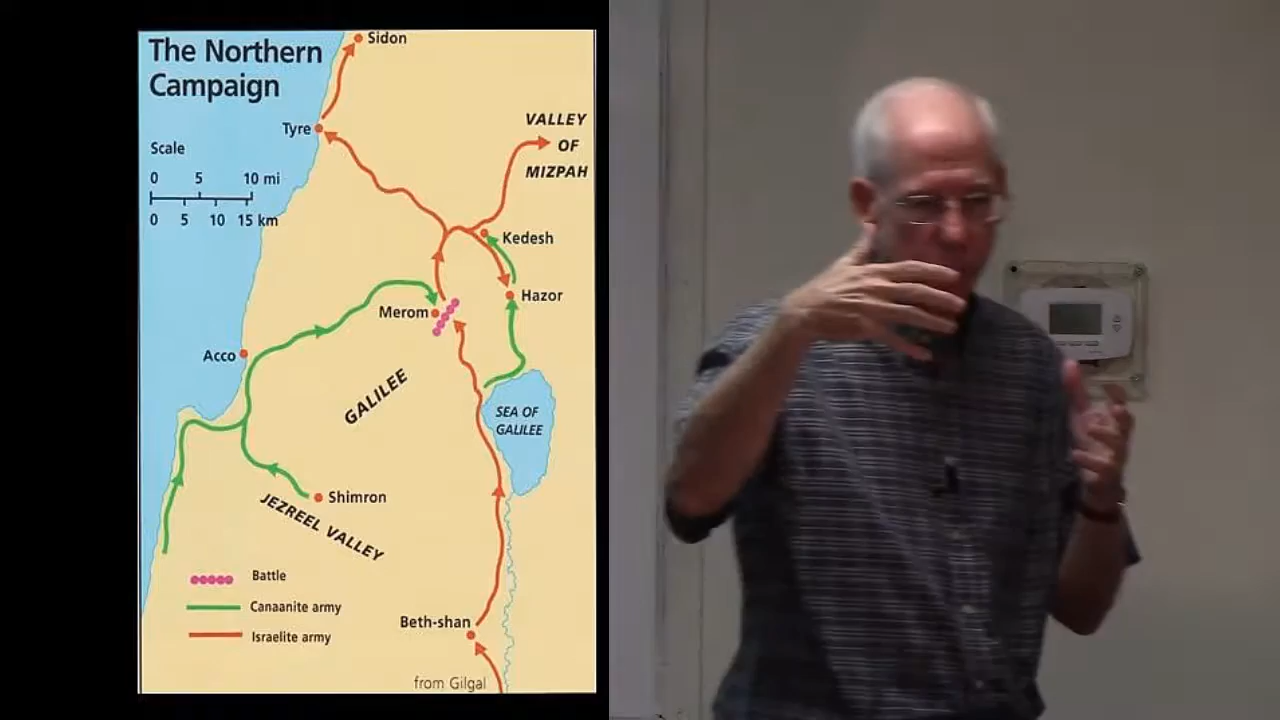 The Northern
Campaign
Scale
0 5 10 mi
0 5 10 15 km
Sidon
Tyre
VALLEY
OF
MIZPAH
Kedesh
Hazor
Merom
Acco
GALILEE
SEA OF
GALILEE
Shimron
JEZREEL VALLEY
Battle
Canaanite army
Israelite army
Beth-shan
from Gilgal